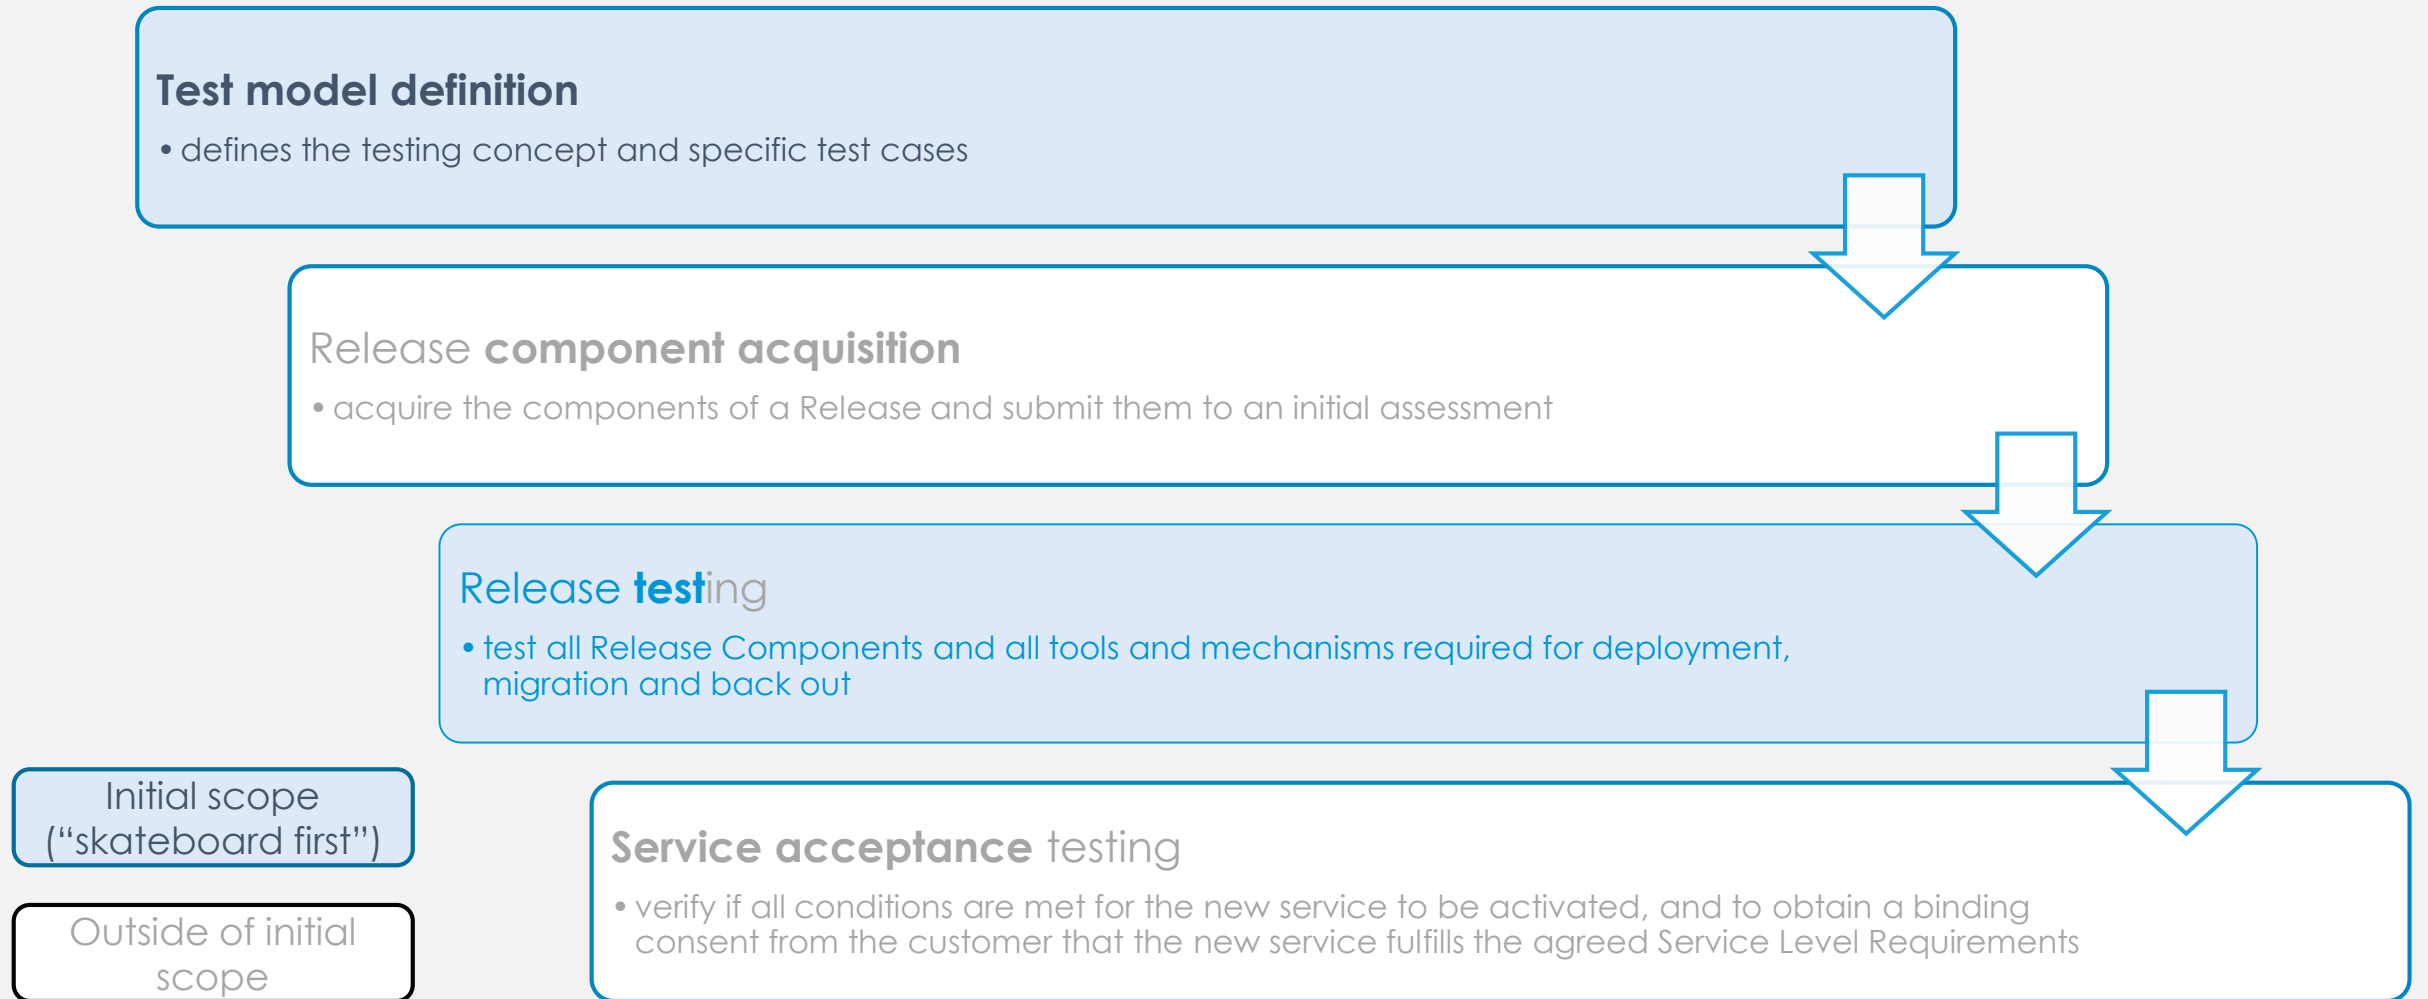 Test model definition
• defines the testing concept and specific test cases
Release component acquisition
• acquire the components of a Release and submit them to an initial assessment
Release testing
• test all Release Components and all tools and mechanisms required for deployment,
migration and back out
Initial scope
(“skateboard first”)
Service acceptance testing
• verify if all conditions are met for the new service to be activated, and to obtain a binding
consent from the customer that the new service fulfills the agreed Service Level Requirements
Outside of initial
scope